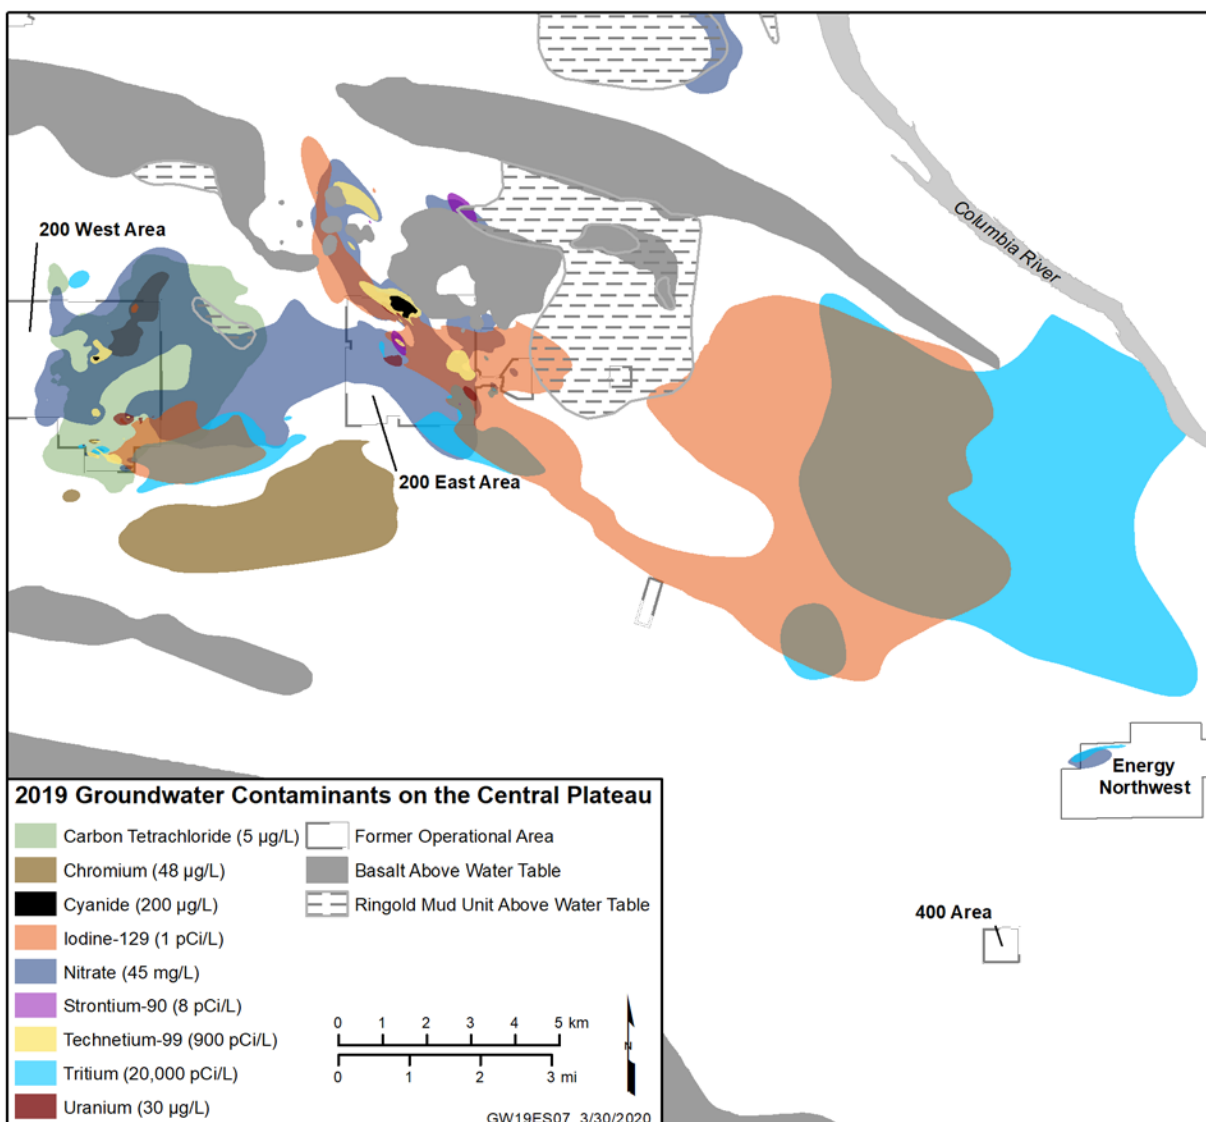 Columbia River
200 West Area
200 East Area
Energy
Northwest
400 Area
2019 Groundwater Contaminants on the Central Plateau
Carbon Tetrachloride (5 µg/L)
Chromium (48 µg/L)
Cyanide (200 µg/L)
Iodine-129 (1 pCi/L)
Nitrate (45 mg/L)
Strontium-90 (8 pCi/L)
Technetium-99 (900 pCi/L)
Tritium (20,000 pCi/L)
Uranium (30 µg/L)
Former Operational Area
Basalt Above Water Table
Ringold Mud Unit Above Water Table
0 1 2 3 4 5 km
0 1 2 3 mi
N
GW19ES07 3/30/2020